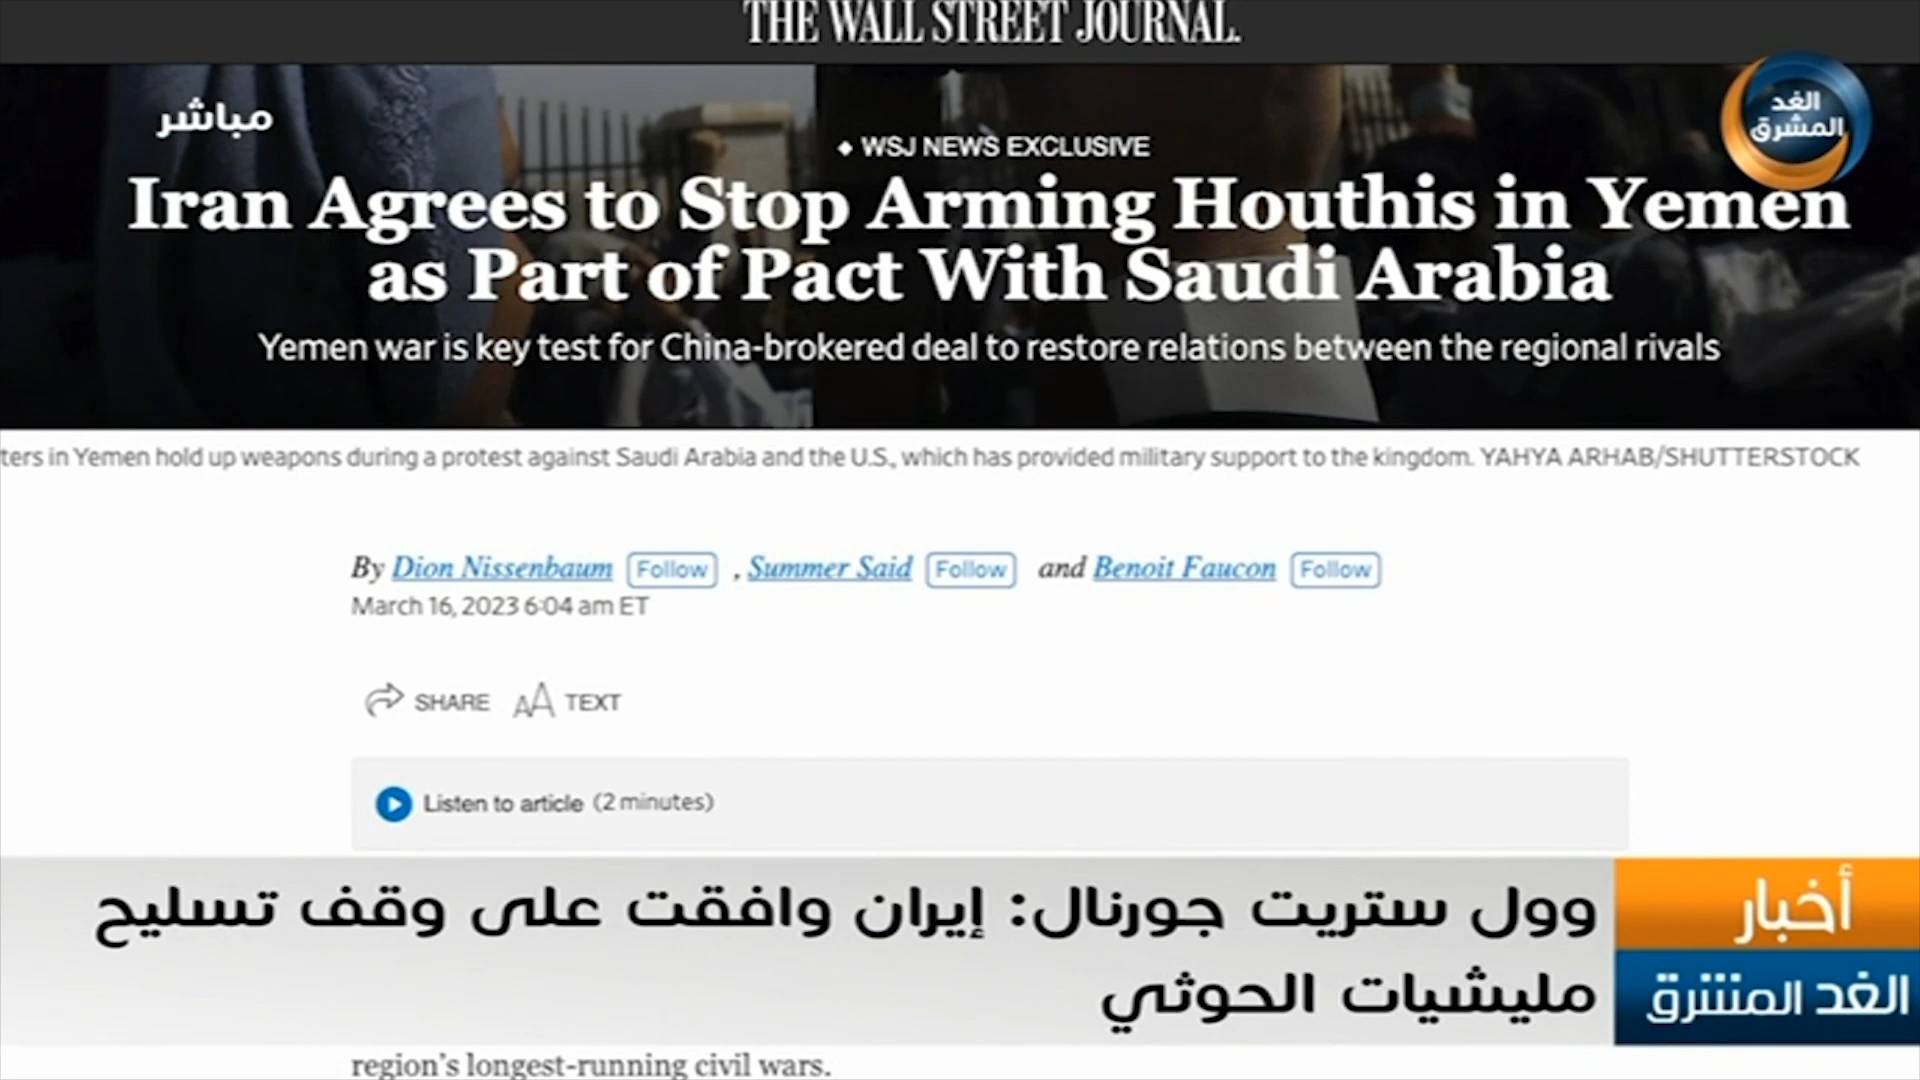 THE WALL STREET JOURNAL.
مباشر
الغد
المشرق
WSJ NEWS EXCLUSIVE
Iran Agrees to Stop Arming Houthis in Yemen
as Part of Pact With Saudi Arabia
Yemen war is key test for China-brokered deal to restore relations between the regional rivals
ters in Yemen hold up weapons during a protest against Saudi Arabia and the U.S., which has provided military support to the kingdom. YAHYA ARHAB/SHUTTERSTOCK
By Dion Nissenbaum Follow , Summer Said Follow and Benoit Faucon Follow
March 16, 2023 6:04 am ET
SHARE AA TEXT
Listen to article (2 minutes)
أخبار
الغد المشرق
وول ستريت جورنال: إيران وافقت على وقف تسليح
مليشيات الحوثي
region's longest-running civil wars.